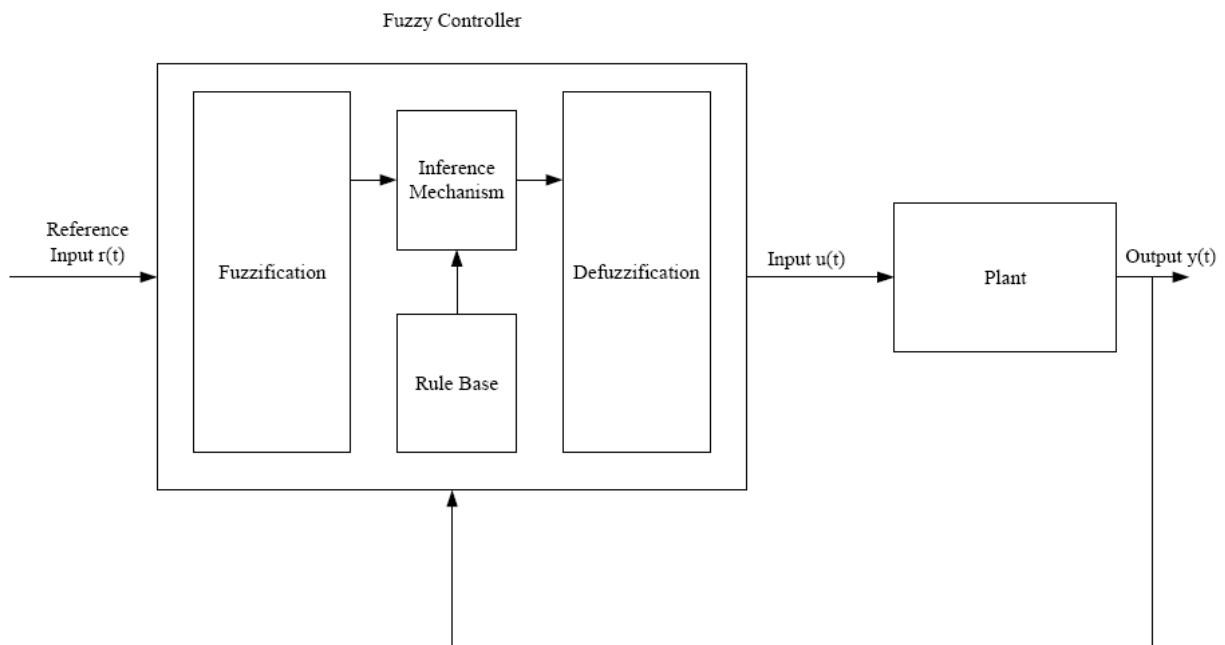 Fuzzy Controller
Reference
Input r(t)
Fuzzification
Inference
Mechanism
Rule Base
Defuzzification
Input u(t)
Plant
Output y(t)